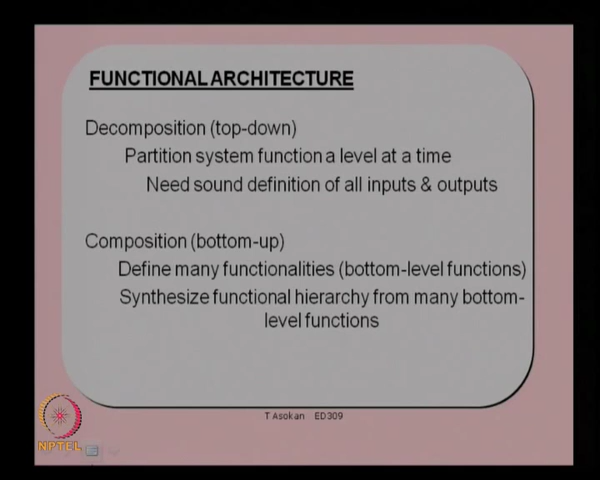 FUNCTIONAL ARCHITECTURE
Decomposition (top-down)
Partition system function a level at a time
Need sound definition of all inputs & outputs
Composition (bottom-up)
Define many functionalities (bottom-level functions)
Synthesize functional hierarchy from many bottom-
level functions
T Asokan ED309
NPTEL